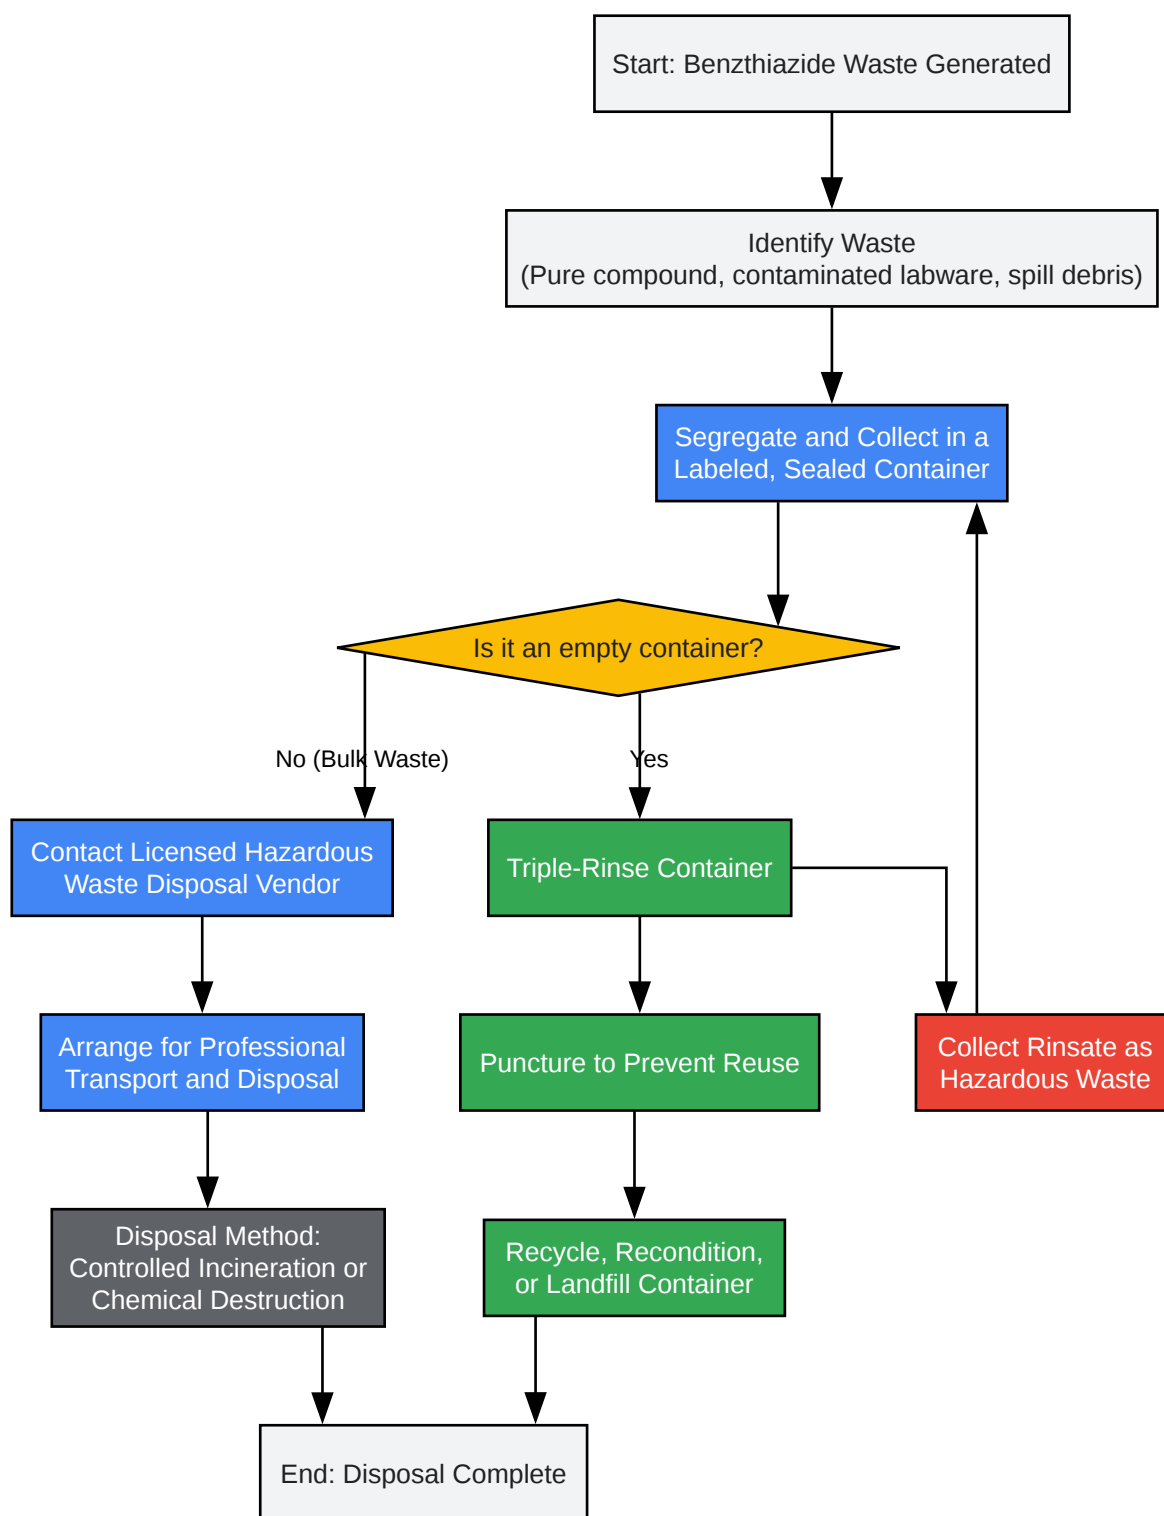 Start: Benzthiazide Waste Generated
Identify Waste
(Pure compound, contaminated labware, spill debris)
Segregate and Collect in a
Labeled, Sealed Container
Is it an empty container?
No (Bulk Waste)
Yes
Contact Licensed Hazardous
Waste Disposal Vendor
Triple-Rinse Container
Arrange for Professional
Transport and Disposal
Puncture to Prevent Reuse
Collect Rinsate as
Hazardous Waste
Disposal Method:
Controlled Incineration or
Chemical Destruction
Recycle, Recondition,
or Landfill Container
End: Disposal Complete